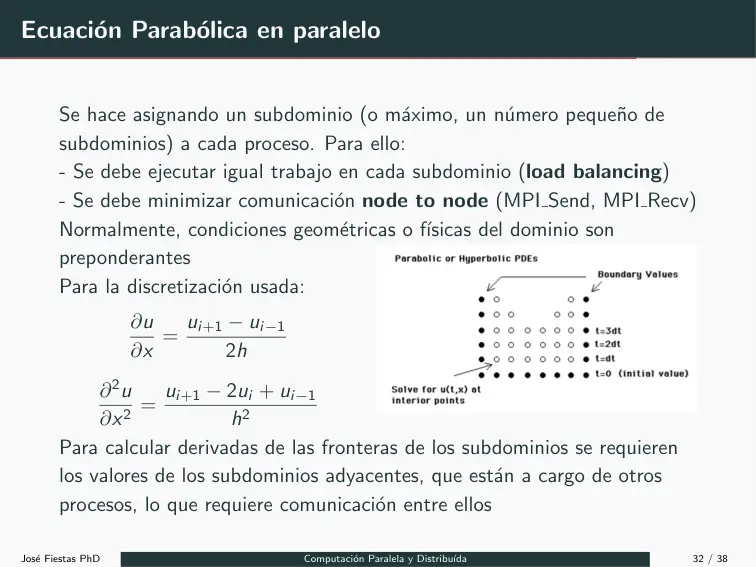 Ecuación Parabólica en paralelo
Se hace asignando un subdominio (o máximo, un número pequeño de
subdominios) a cada proceso. Para ello:
- Se debe ejecutar igual trabajo en cada subdominio (load balancing)
- Se debe minimizar comunicación node to node (MPI_Send, MPI_Recv)
Normalmente, condiciones geométricas o físicas del dominio son
preponderantes
Para la discretización usada:
∂u/∂x = (u_{i+1} − u_{i−1})/2h
∂²u/∂x² = (u_{i+1} − 2u_i + u_{i−1})/h²
Parabolic or Hyperbolic PDEs
Boundary Values
t=3dt
t=2dt
t=dt
t=0 (initial value)
Solve for u(t,x) at
interior points
Para calcular derivadas de las fronteras de los subdominios se requieren
los valores de los subdominios adyacentes, que están a cargo de otros
procesos, lo que requiere comunicación entre ellos
José Fiestas PhD
Computación Paralela y Distribuída
32 / 38